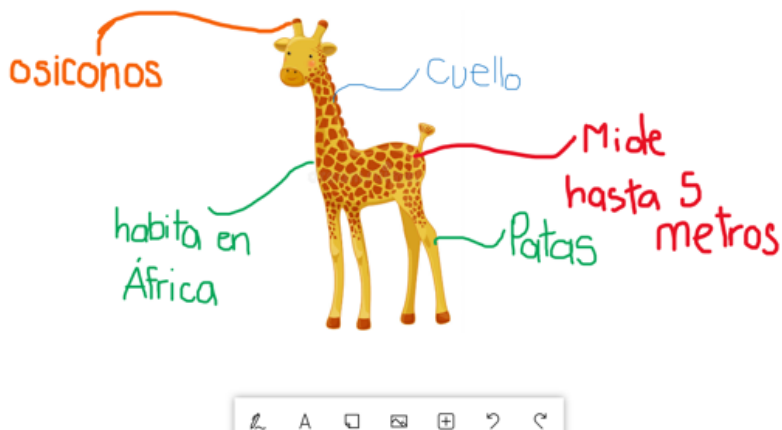 osiconos
Cuello
Mide
hasta 5
metros
habita en
África
Patas
A